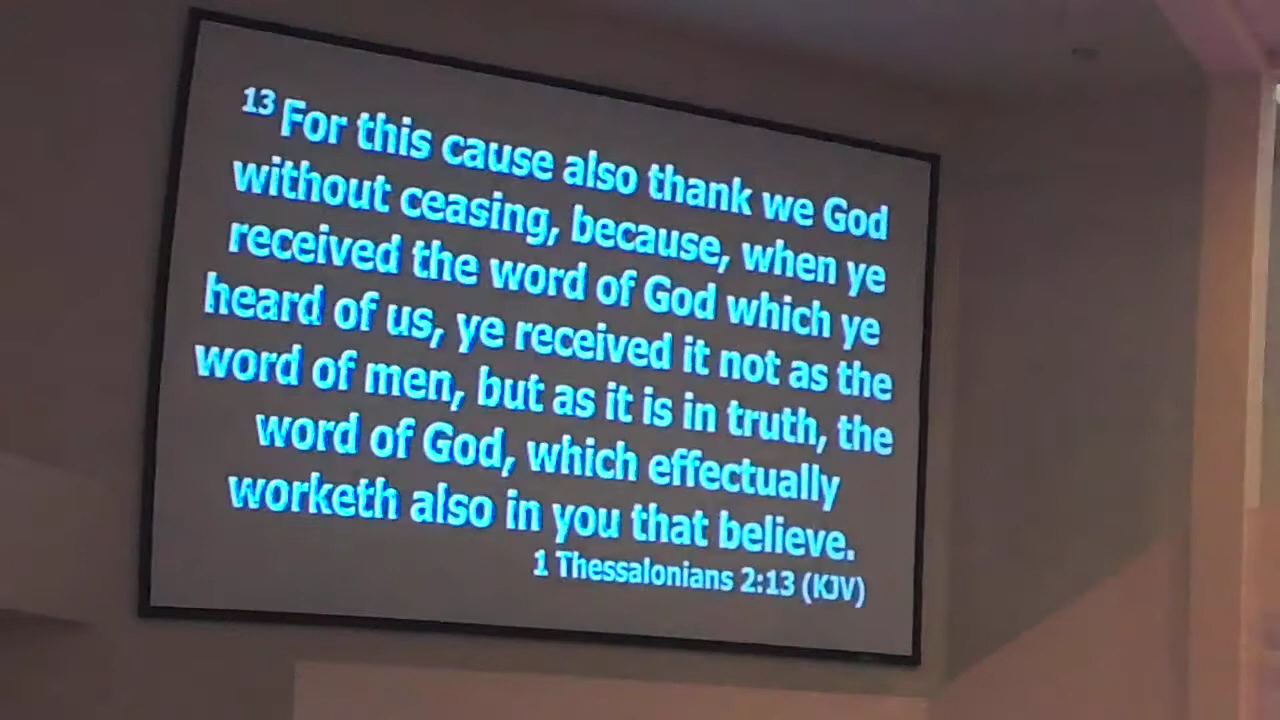 13 For this cause also thank we God
without ceasing, because, when ye
received the word of God which ye
heard of us, ye received it not as the
word of men, but as it is in truth, the
word of God, which effectually
worketh also in you that believe.
1 Thessalonians 2:13 (KJV)